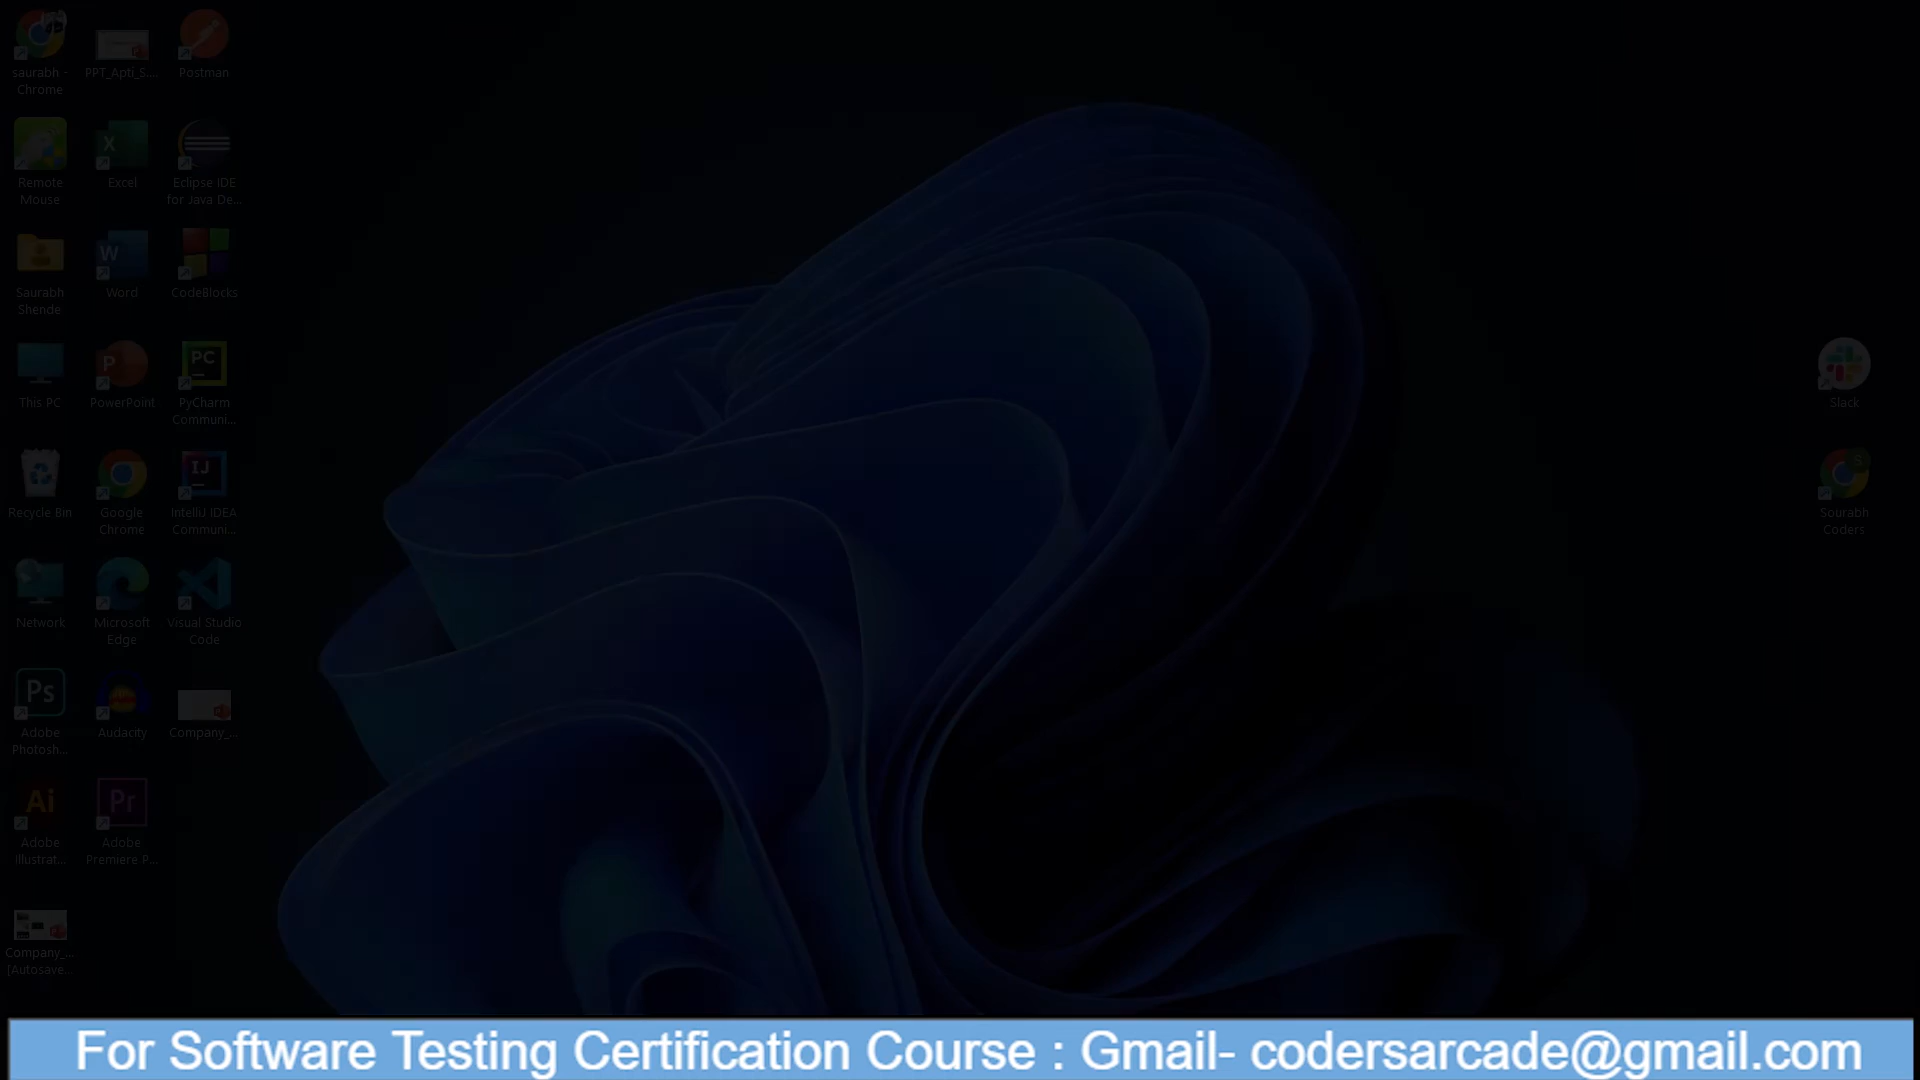 saurabh -
Chrome
PPT_Apti_S...
Postman
Remote
Mouse
Excel
Eclipse IDE
for Java De...
Saurabh
Shende
Word
CodeBlocks
This PC
PowerPoint
PyCharm
Communi...
Recycle Bin
Google
Chrome
IntelliJ IDEA
Communi...
Network
Microsoft
Edge
Visual Studio
Code
Adobe
Photosh...
Audacity
Company_...
Adobe
Illustrat...
Adobe
Premiere P...
Company_...
[Autosave...
Slack
Sourabh
Coders
For Software Testing Certification Course : Gmail- codersarcade@gmail.com